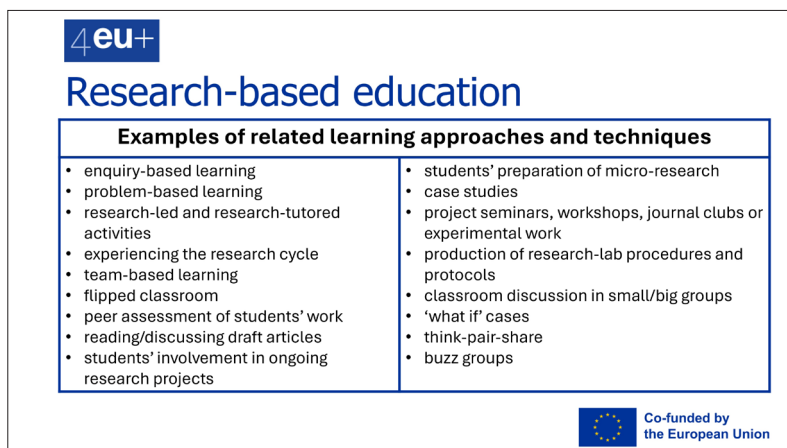 4eu+
Research-based education
Examples of related learning approaches and techniques
• enquiry-based learning
• problem-based learning
• research-led and research-tutored
activities
• experiencing the research cycle
• team-based learning
• flipped classroom
• peer assessment of students’ work
• reading/discussing draft articles
• students’ involvement in ongoing
research projects
• students’ preparation of micro-research
• case studies
• project seminars, workshops, journal clubs or
experimental work
• production of research-lab procedures and
protocols
• classroom discussion in small/big groups
• ‘what if’ cases
• think-pair-share
• buzz groups
Co-funded by
the European Union